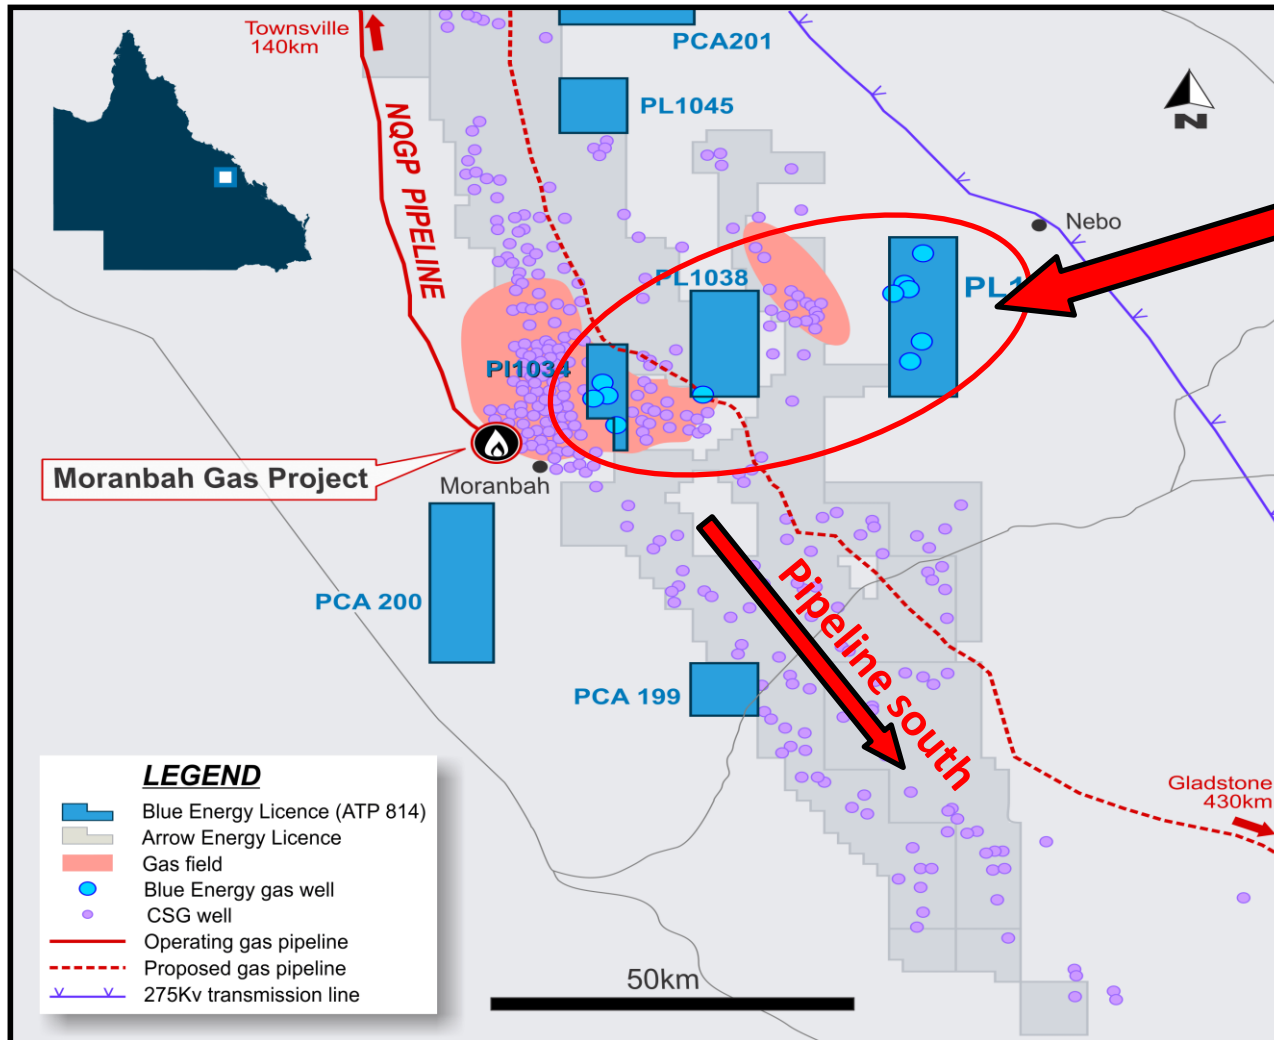 Townsville
140km
PCA201
PL1045
NQGP PIPELINE
N
Nebo
PL1038
PL1
PI1034
Moranbah Gas Project
Moranbah
PCA 200
Pipeline south
PCA 199
Gladstone
430km
LEGEND
Blue Energy Licence (ATP 814)
Arrow Energy Licence
Gas field
Blue Energy gas well
CSG well
Operating gas pipeline
Proposed gas pipeline
275Kv transmission line
50km